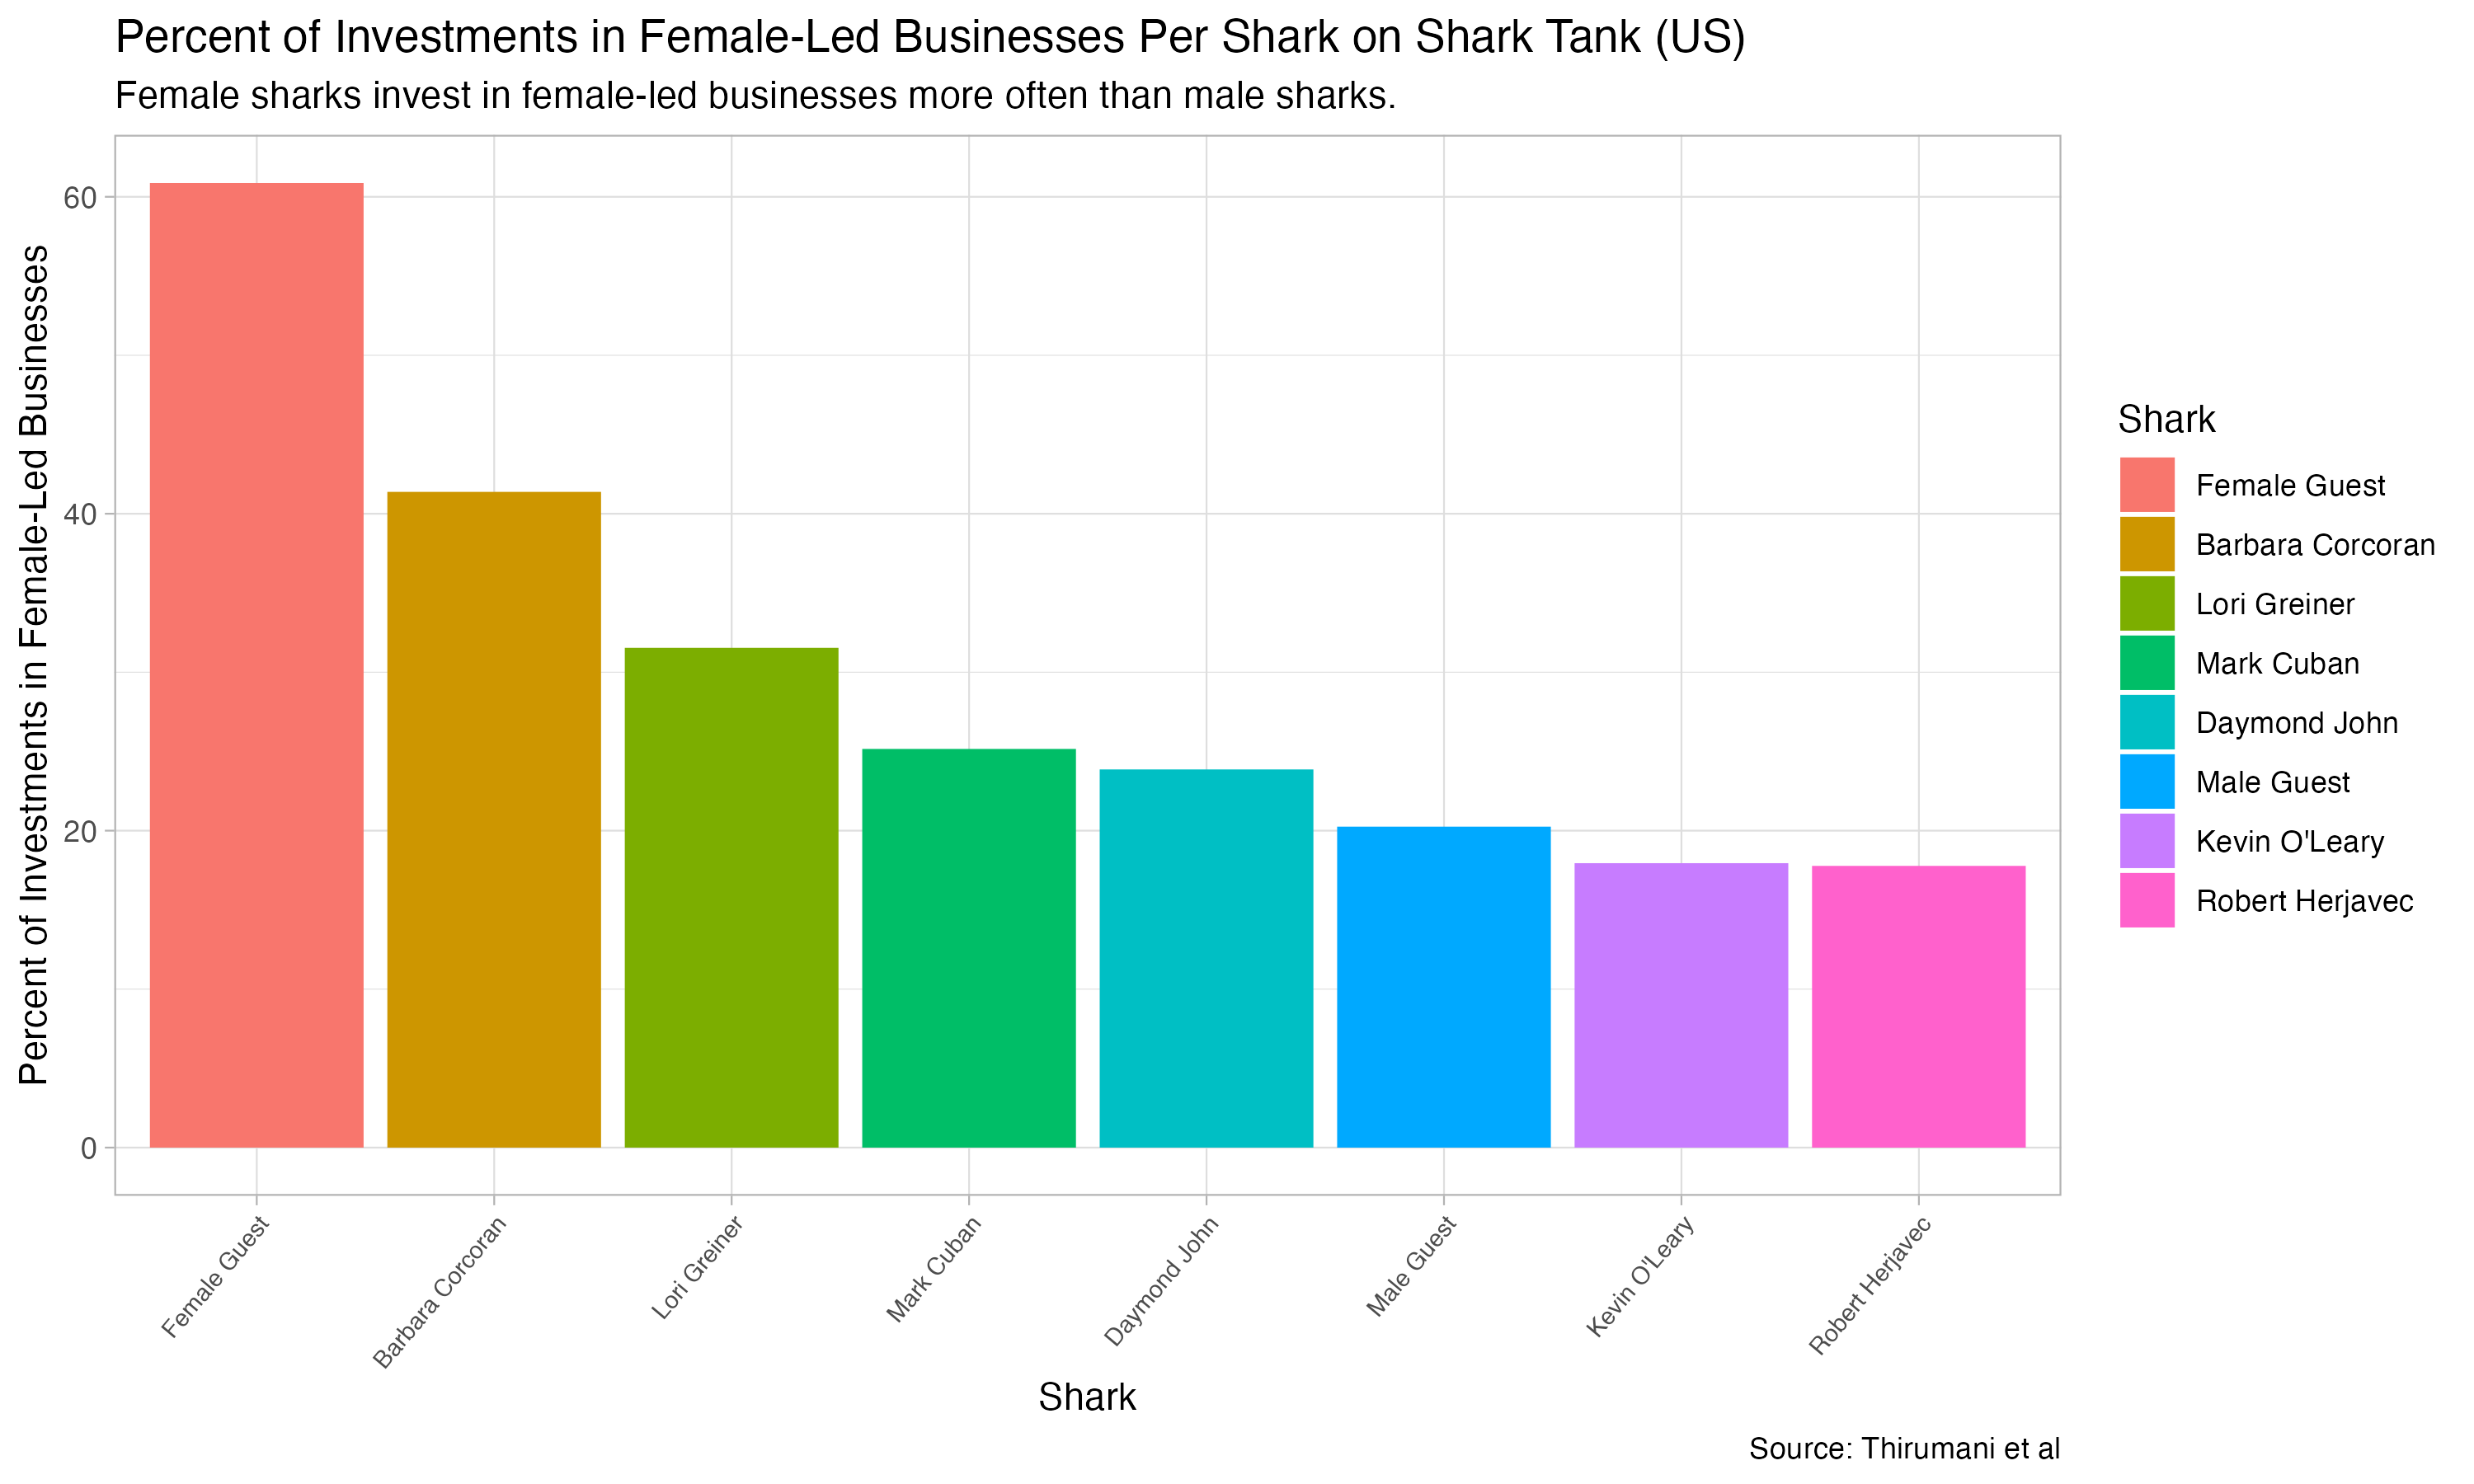 Percent of Investments in Female-Led Businesses Per Shark on Shark Tank (US)
Female sharks invest in female-led businesses more often than male sharks.
Percent of Investments in Female-Led Businesses
60
40
20
0
Female Guest
Barbara Corcoran
Lori Greiner
Mark Cuban
Daymond John
Male Guest
Kevin O'Leary
Robert Herjavec
Shark
Shark
Female Guest
Barbara Corcoran
Lori Greiner
Mark Cuban
Daymond John
Male Guest
Kevin O'Leary
Robert Herjavec
Source: Thirumani et al